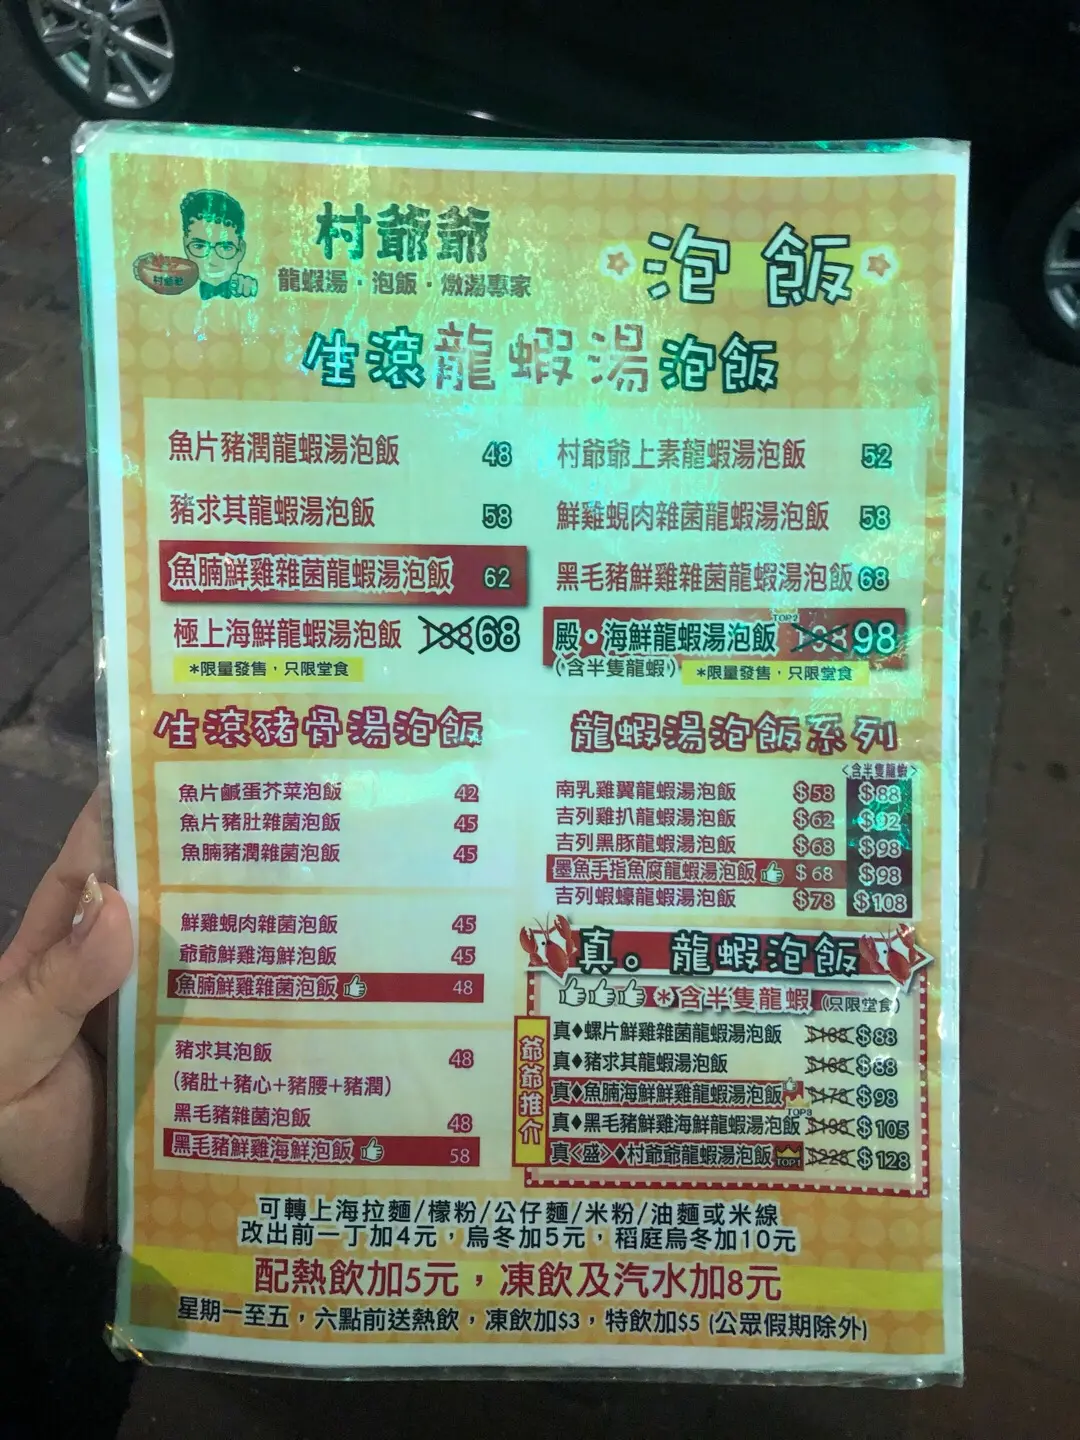 村爺爺
龍蝦湯・泡飯・燉湯專家
村爺爺
泡飯
生滾龍蝦湯泡飯
魚片豬潤龍蝦湯泡飯 48
豬求其龍蝦湯泡飯 58
魚腩鮮雞雜菌龍蝦湯泡飯 62
極上海鮮龍蝦湯泡飯 68
*限量發售，只限堂食
村爺爺上素龍蝦湯泡飯 52
鮮雞蜆肉雜菌龍蝦湯泡飯 58
黑毛豬鮮雞雜菌龍蝦湯泡飯 68
TOP2
殿・海鮮龍蝦湯泡飯 98
(含半隻龍蝦) *限量發售，只限堂食
生滾豬骨湯泡飯
魚片鹹蛋芥菜泡飯 42
魚片豬肚雜菌泡飯 45
魚腩豬潤雜菌泡飯 45
鮮雞蜆肉雜菌泡飯 45
爺爺鮮雞海鮮泡飯 45
魚腩鮮雞雜菌泡飯 48
豬求其泡飯 48
(豬肚+豬心+豬腰+豬潤)
黑毛豬雜菌泡飯 48
黑毛豬鮮雞海鮮泡飯 58
龍蝦湯泡飯系列
<含半隻龍蝦>
南乳雞翼龍蝦湯泡飯 $58 $88
吉列雞扒龍蝦湯泡飯 $62 $92
吉列黑豚龍蝦湯泡飯 $68 $98
墨魚手指魚腐龍蝦湯泡飯 $68 $98
吉列蝦蠔龍蝦湯泡飯 $78 $108
真。龍蝦泡飯
*含半隻龍蝦 (只限堂食)
爺爺推介
真♦螺片鮮雞雜菌龍蝦湯泡飯 $168 $88
真♦豬求其龍蝦湯泡飯 $168 $88
真♦魚腩海鮮鮮雞龍蝦湯泡飯 $178 $98
TOP3
真♦黑毛豬鮮雞海鮮龍蝦湯泡飯 $198 $105
真<盛>♦村爺爺龍蝦湯泡飯 TOP1 $228 $128
可轉上海拉麵/檬粉/公仔麵/米粉/油麵或米線
改出前一丁加4元，烏冬加5元，稻庭烏冬加10元
配熱飲加5元，凍飲及汽水加8元
星期一至五，六點前送熱飲，凍飲加$3，特飲加$5 (公眾假期除外)